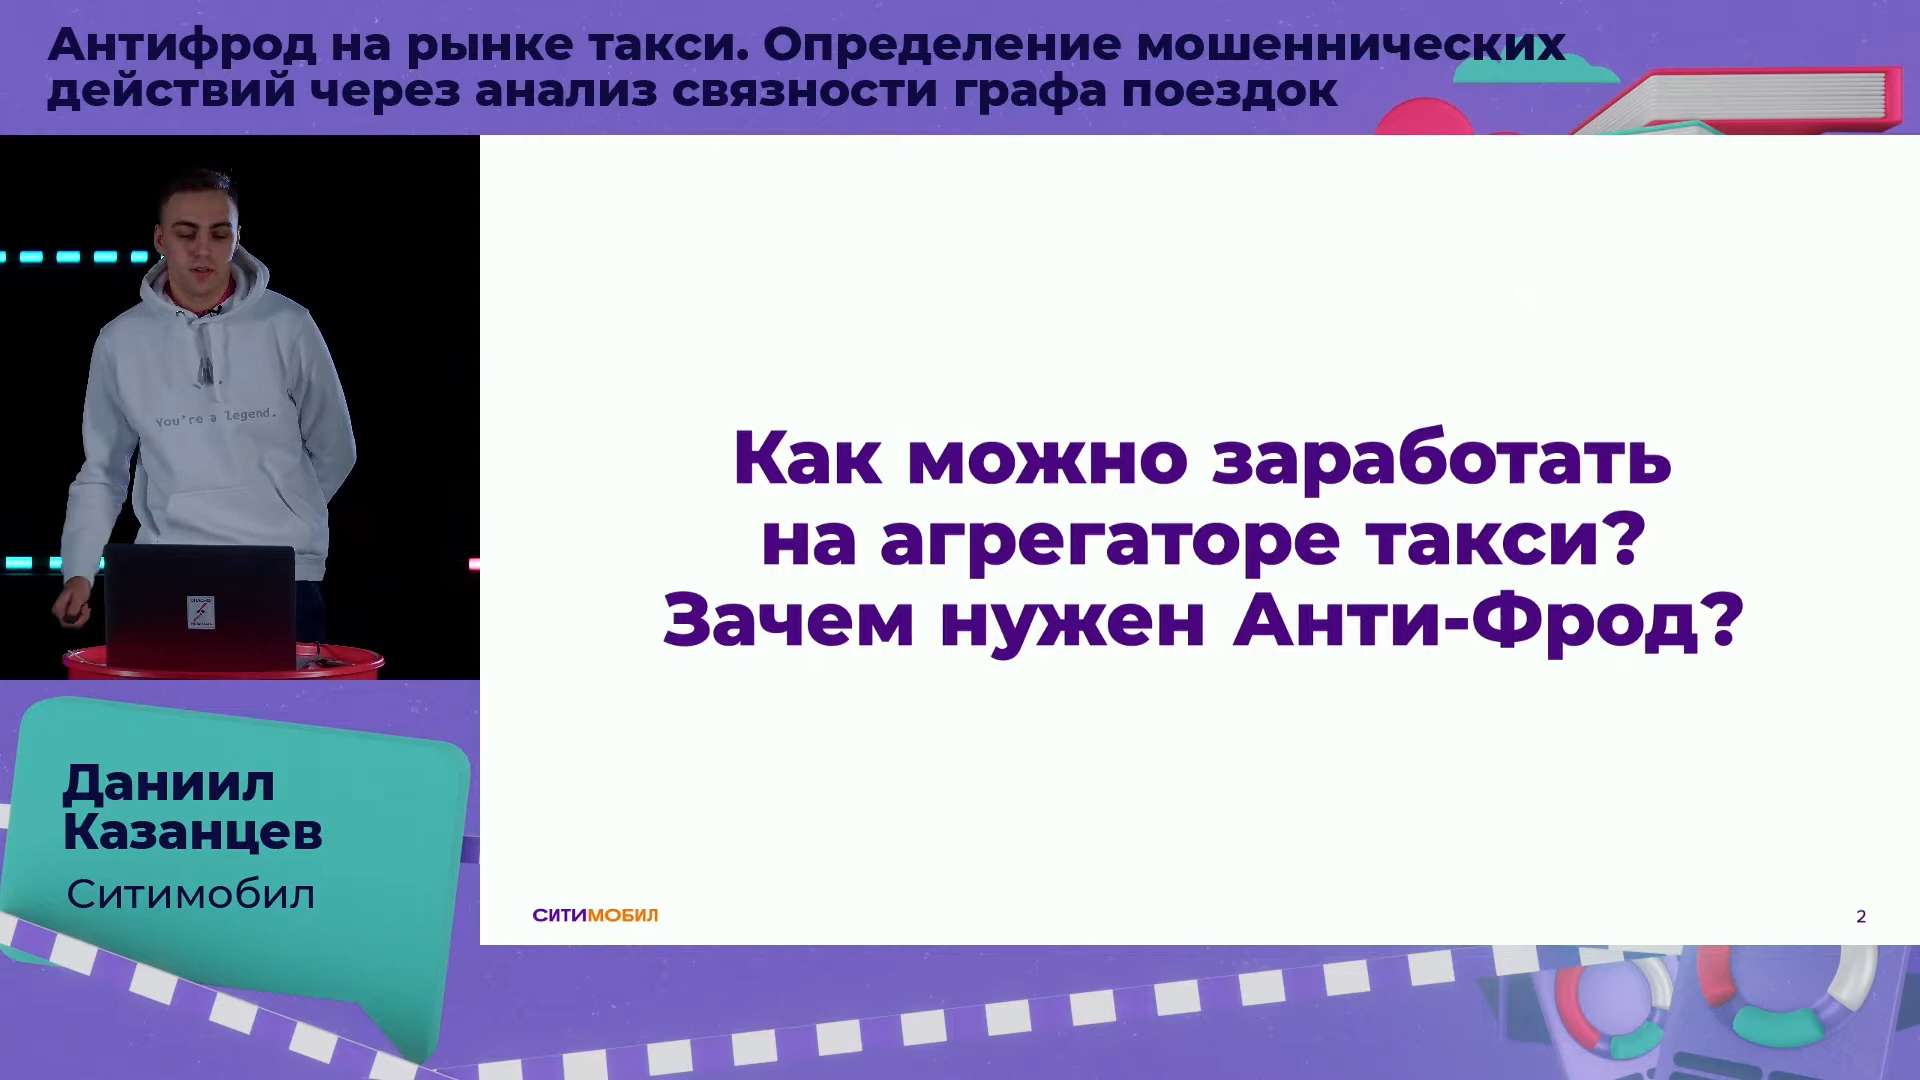 Антифрод на рынке такси. Определение мошеннических
действий через анализ связности графа поездок
You're a legend.
Как можно заработать
на агрегаторе такси?
Зачем нужен Анти-Фрод?
Даниил
Казанцев
Ситимобил
СИТИМОБИЛ
2